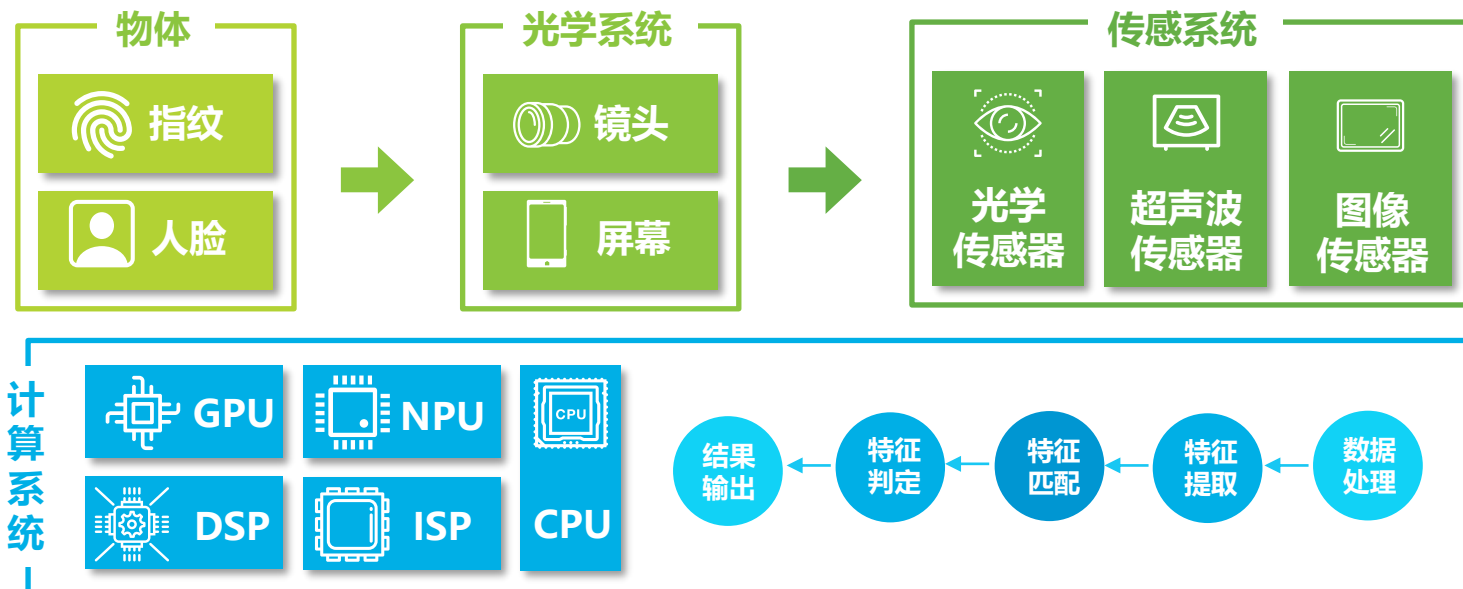 物体
指纹
人脸
光学系统
镜头
屏幕
传感系统
光学
传感器
超声波
传感器
图像
传感器
计
算
系
统
GPU
NPU
CPU
DSP
ISP
CPU
结果
输出
特征
判定
特征
匹配
特征
提取
数据
处理